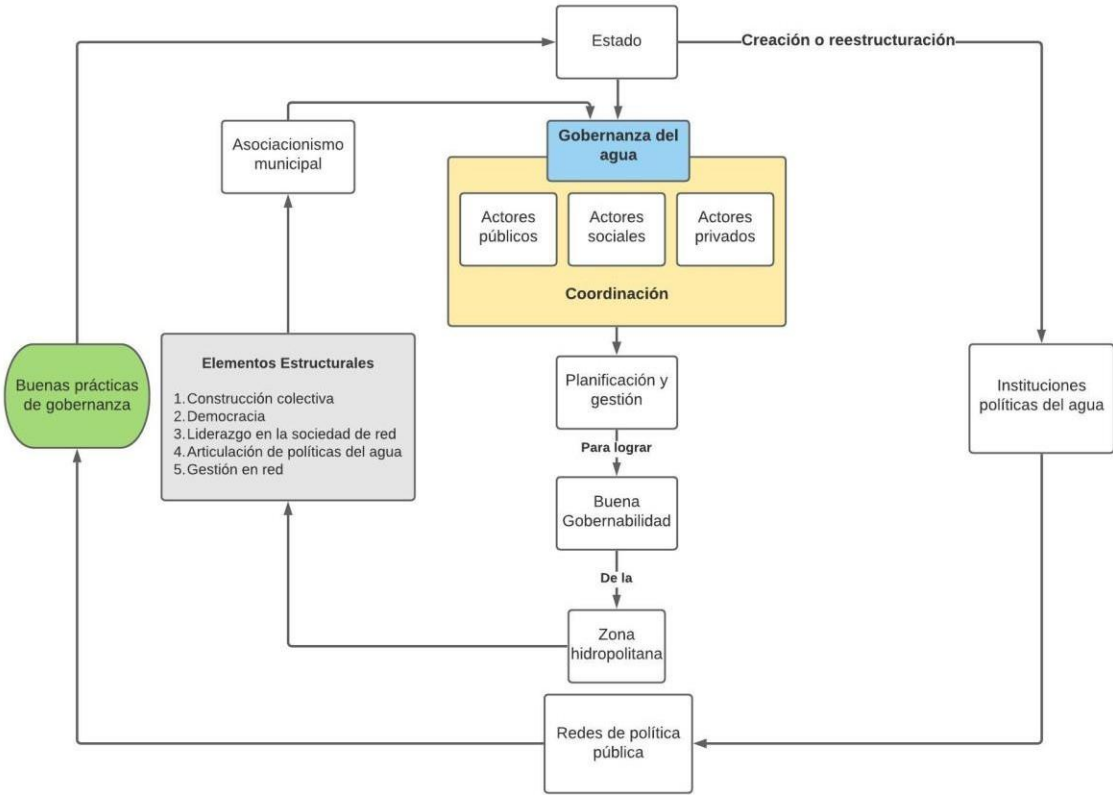 Estado
Creación o reestructuración
Asociacionismo
municipal
Gobernanza del
agua
Actores
públicos
Actores
sociales
Actores
privados
Coordinación
Buenas prácticas
de gobernanza
Elementos Estructurales
1. Construcción colectiva
2. Democracia
3. Liderazgo en la sociedad de red
4. Articulación de políticas del agua
5. Gestión en red
Planificación y
gestión
Instituciones
políticas del agua
Para lograr
Buena
Gobernabilidad
De la
Zona
hidropolitana
Redes de política
pública